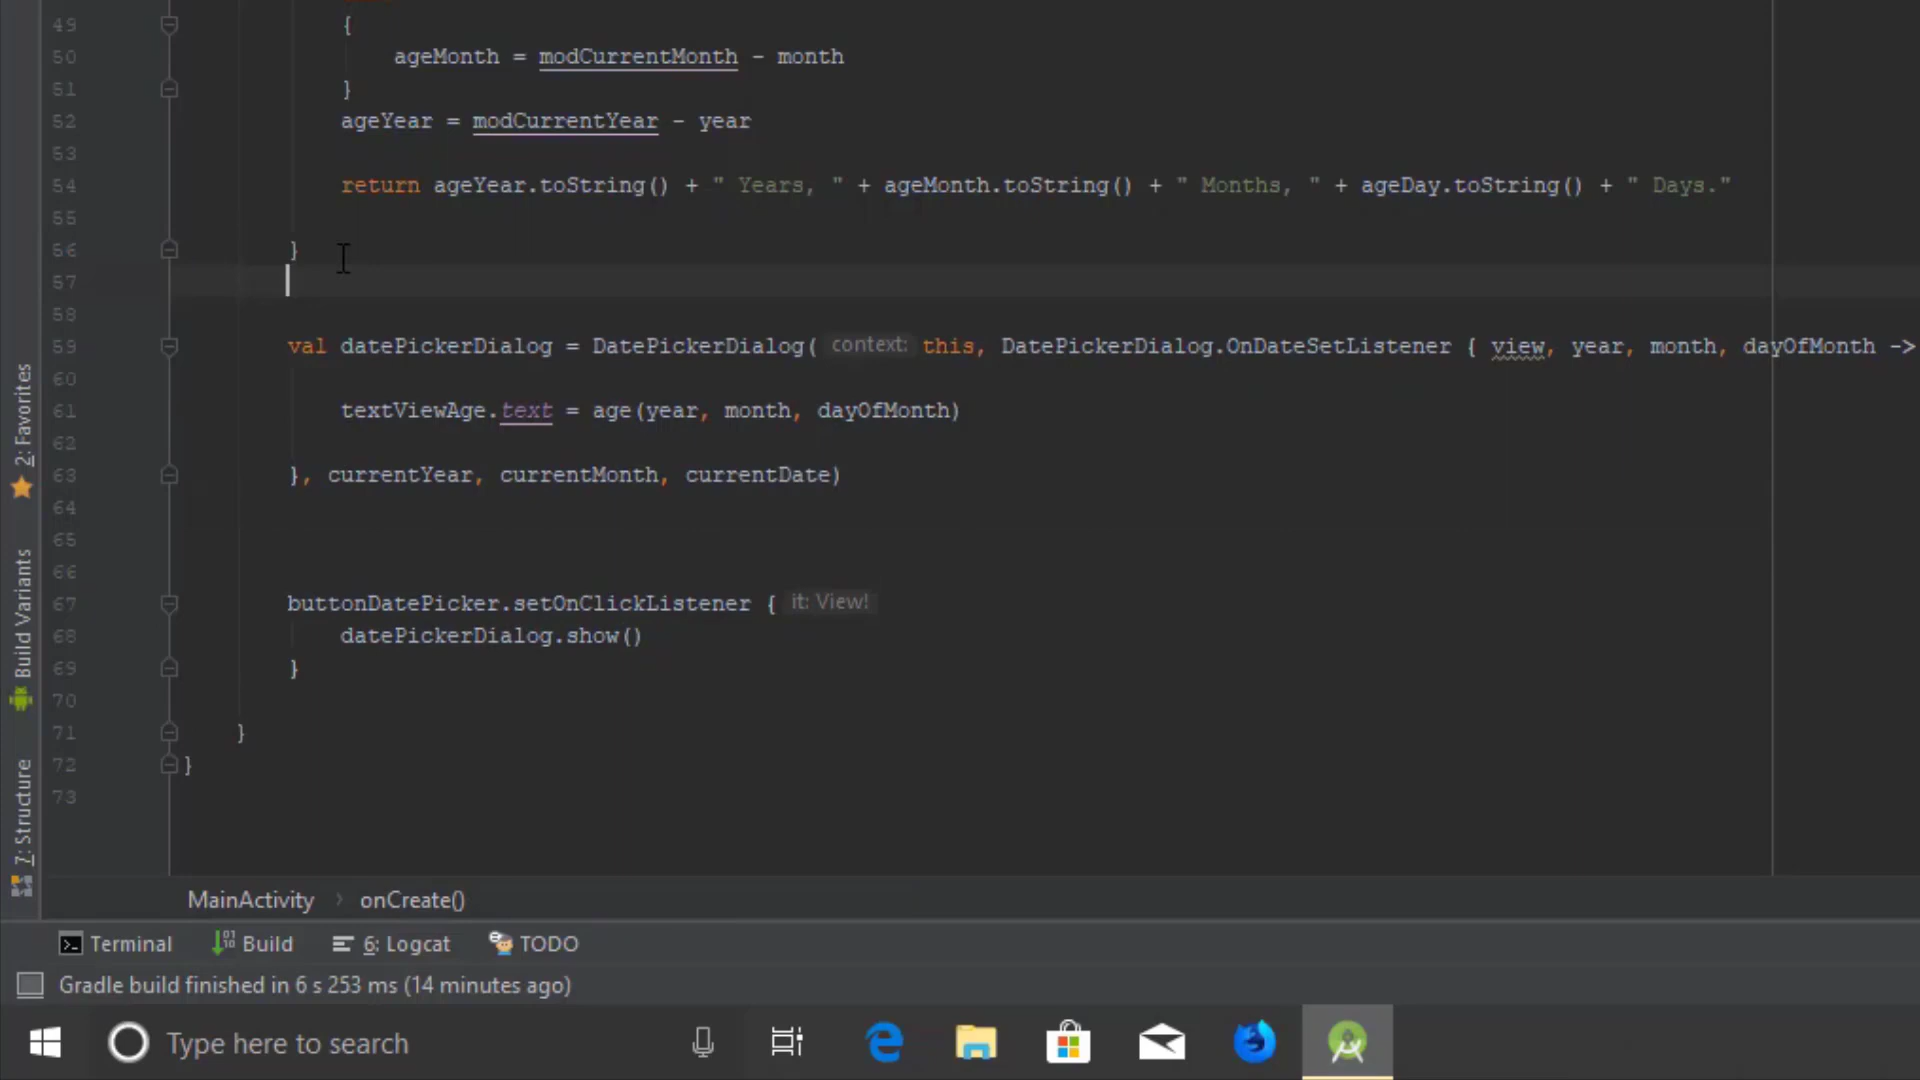 49 {
50 ageMonth = modCurrentMonth - month
51 }
52 ageYear = modCurrentYear - year
53
54 return ageYear.toString() + " Years, " + ageMonth.toString() + " Months, " + ageDay.toString() + " Days."
55
56 }
57
58
59 val datePickerDialog = DatePickerDialog( context: this, DatePickerDialog.OnDateSetListener { view, year, month, dayOfMonth ->
60
61 textViewAge.text = age(year, month, dayOfMonth)
62
63 }, currentYear, currentMonth, currentDate)
64
65
66
67 buttonDatePicker.setOnClickListener { it: View!
68 datePickerDialog.show()
69 }
70
71 }
72 }
73
2: Favorites
Build Variants
7: Structure
MainActivity › onCreate()
Terminal Build 6: Logcat TODO
Gradle build finished in 6 s 253 ms (14 minutes ago)
Type here to search